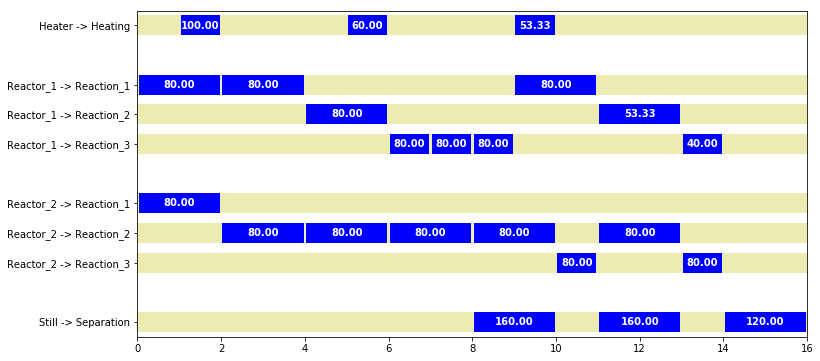 Heater -> Heating 100.00 60.00 53.33
Reactor_1 -> Reaction_1 80.00 80.00 80.00
Reactor_1 -> Reaction_2 80.00 53.33
Reactor_1 -> Reaction_3 80.00 80.00 80.00 40.00
Reactor_2 -> Reaction_1 80.00
Reactor_2 -> Reaction_2 80.00 80.00 80.00 80.00 80.00
Reactor_2 -> Reaction_3 80.00 80.00
Still -> Separation 160.00 160.00 120.00
0 2 4 6 8 10 12 14 16